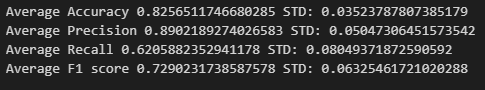 Average Accuracy 0.8256511746680285 STD: 0.03523787807385179
Average Precision 0.8902189274026583 STD: 0.05047306451573542
Average Recall 0.6205882352941178 STD: 0.08049371872590592
Average F1 score 0.7290231738587578 STD: 0.06325461721020288